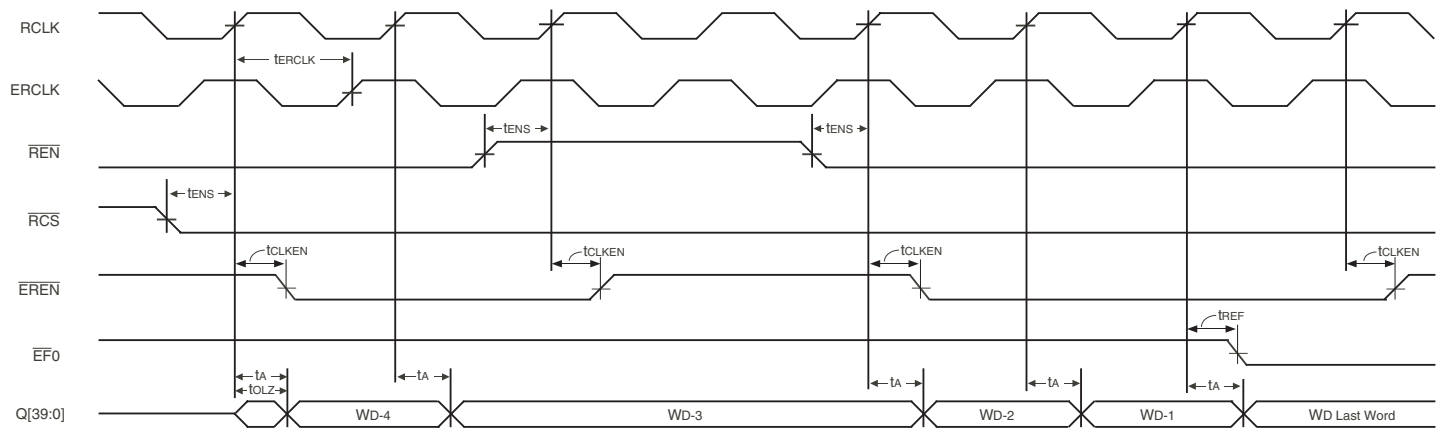 RCLK
tERCLK
ERCLK
tENS
tENS
REN
tENS
RCS
tCLKEN
tCLKEN
tCLKEN
tCLKEN
EREN
tREF
EF0
tA
tOLZ
tA
tA
tA
tA
Q[39:0]
WD-4
WD-3
WD-2
WD-1
WD Last Word